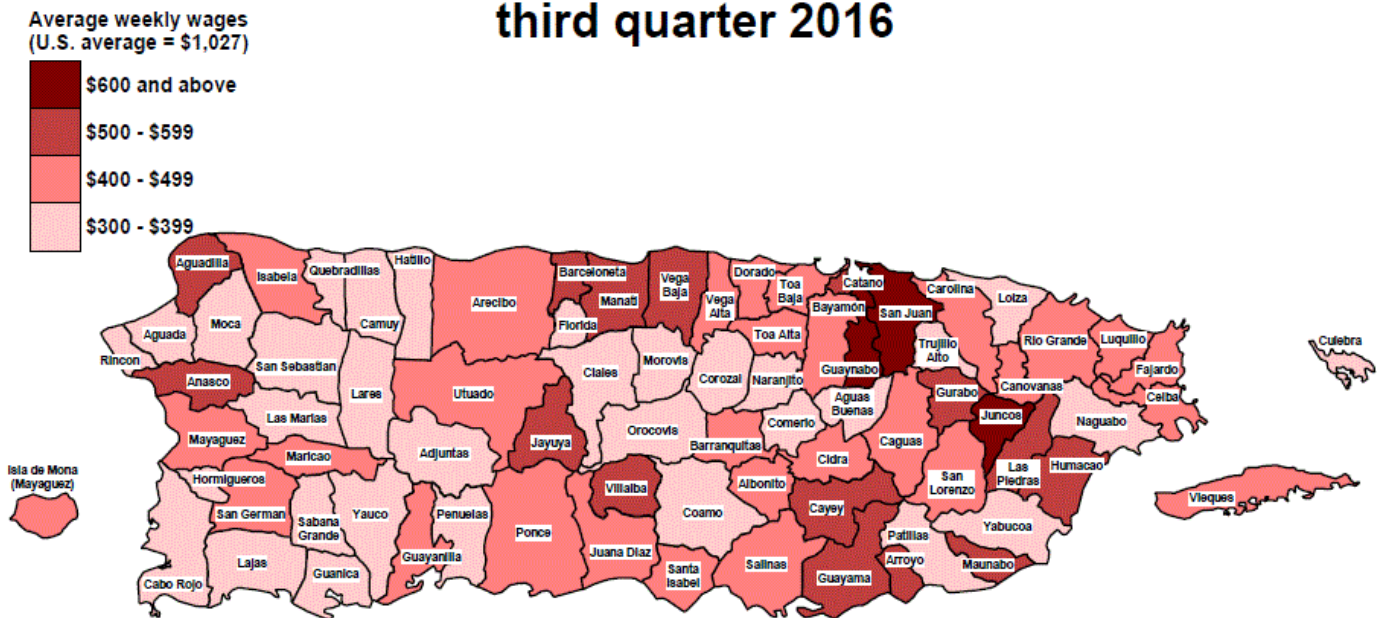 third quarter 2016
Average weekly wages
(U.S. average = $1,027)
$600 and above
$500 - $599
$400 - $499
$300 - $399
Aguadilla
Isabela
Quebradillas
Hatillo
Camuy
Arecibo
Barceloneta
Manati
Florida
Vega
Baja
Vega
Alta
Dorado
Toa
Baja
Toa Alta
Bayamón
Catano
San Juan
Guaynabo
Carolina
Trujillo
Alto
Loiza
Rio Grande
Luquillo
Fajardo
Ceiba
Canovanas
Culebra
Rincon
Aguada
Moca
San Sebastian
Anasco
Las Marias
Lares
Utuado
Ciales
Morovis
Corozal
Naranjito
Comerio
Aguas
Buenas
Gurabo
Juncos
Naguabo
Mayaguez
Maricao
Adjuntas
Jayuya
Orocovis
Barranquitas
Cidra
Caguas
San
Lorenzo
Las
Piedras
Humacao
Isla de Mona
(Mayaguez)
Hormigueros
San German
Sabana
Grande
Yauco
Penuelas
Guayanilla
Ponce
Villalba
Juana Diaz
Coamo
Aibonito
Cayey
Yabucoa
Vieques
Patillas
Maunabo
Arroyo
Guayama
Salinas
Santa
Isabel
Guanica
Lajas
Cabo Rojo